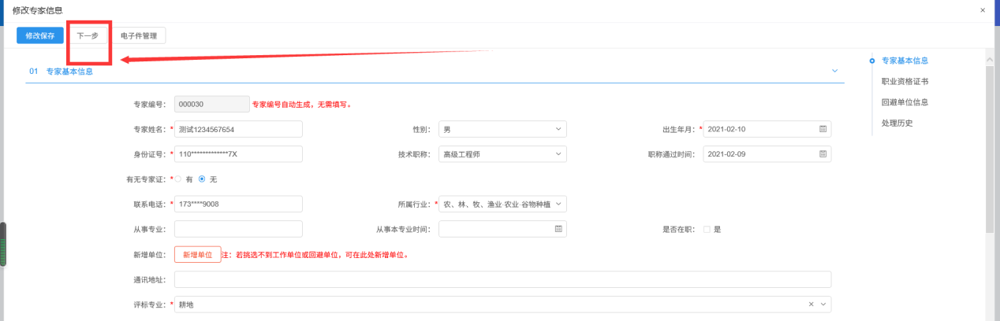 修改专家信息 ×
修改保存 下一步 电子件管理
01 专家基本信息
专家基本信息
职业资格证书
回避单位信息
处理历史
专家编号： 000030 专家编号自动生成，无需填写。
专家姓名：* 测试1234567654 性别： 男 出生年月：* 2021-02-10
身份证号：* 110*************7X 技术职称： 高级工程师 职称通过时间： 2021-02-09
有无专家证：* 有 无
联系电话：* 173****9008 所属行业：* 农、林、牧、渔业·农业·谷物种植
从事专业： 从事本专业时间： 是否在职： 是
新增单位： 新增单位 注：若挑选不到工作单位或回避单位，可在此处新增单位。
通讯地址：
评标专业：* 耕地 ×